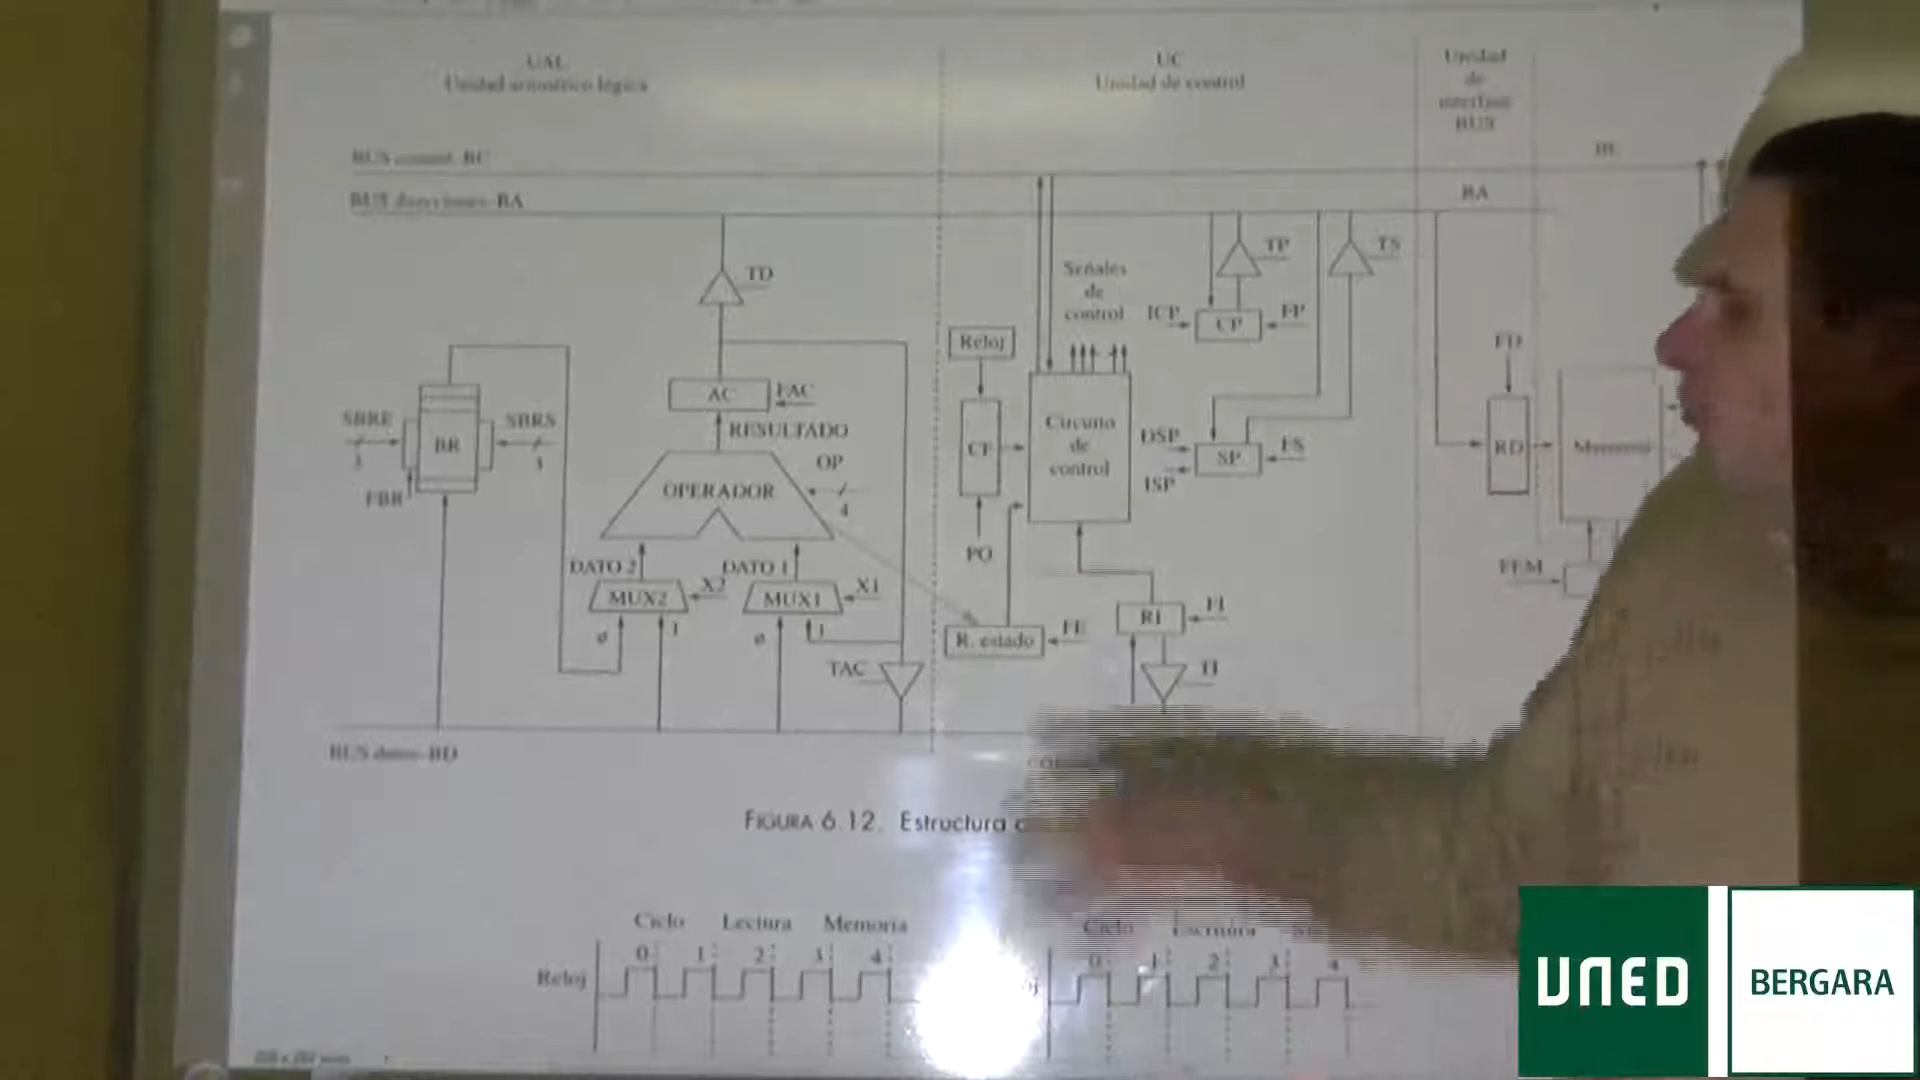 UAL
Unidad aritmético lógica
UC
Unidad de control
Unidad
de
interfase
BUS
BUS control-BC
BUS direcciones-BA
BA
TD
TP
TS
Señales
de
control
ICP
CP
FP
Reloj
FD
AC
FAC
SBRE
BR
SBRS
3
3
FBR
RESULTADO
OP
4
OPERADOR
CF
Circuito
de
control
DSP
ISP
SP
FS
RD
Memoria
PO
FEM
DATO 2
DATO 1
MUX2
X2
MUX1
X1
ø
1
ø
1
R. estado
FE
RI
FI
TAC
TI
BUS datos-BD
FIGURA 6.12. Estructura
Ciclo Lectura Memoria
Ciclo Escritura
Reloj
0 1 2 3 4
0 1 2 3 4
UNED
BERGARA